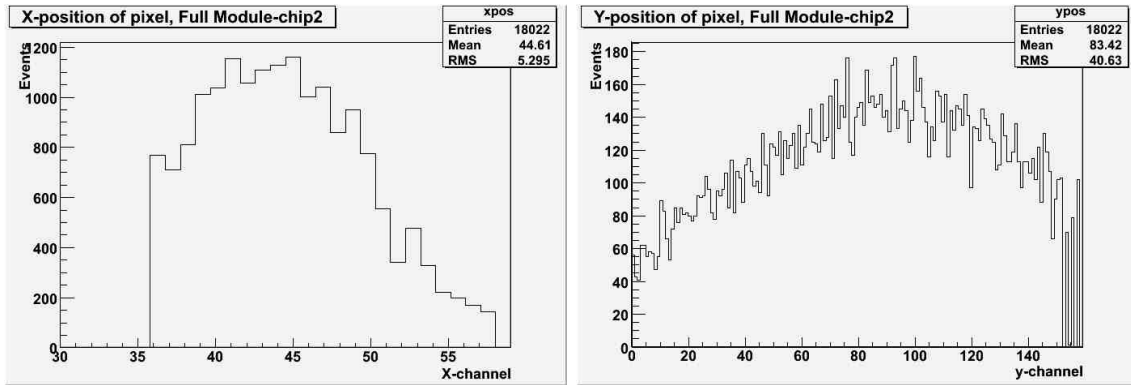 X-position of pixel, Full Module-chip2
xpos
Entries 18022
Mean 44.61
RMS 5.295
Events
1200
1000
800
600
400
200
0
30 35 40 45 50 55
X-channel
Y-position of pixel, Full Module-chip2
ypos
Entries 18022
Mean 83.42
RMS 40.63
Events
180
160
140
120
100
80
60
40
20
0
0 20 40 60 80 100 120 140
y-channel